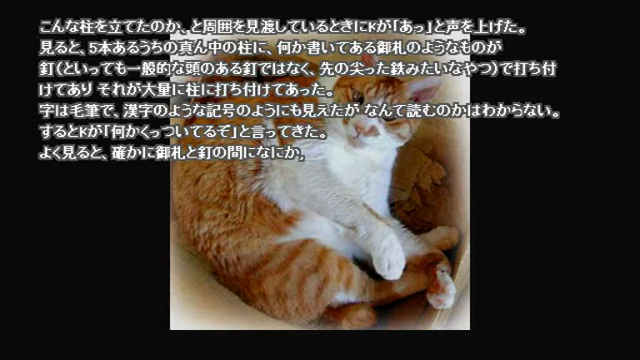 こんな柱を立てたのか、と周囲を見渡しているときにKが「あっ」と声を上げた。
見ると、5本あるうちの真ん中の柱に、何か書いてある御札のようなものが
釘（といっても一般的な頭のある釘ではなく、先の尖った鉄みたいなやつ）で打ち付
けてあり それが大量に柱に打ち付けてあった。
字は毛筆で、漢字のような記号のようにも見えたが なんて読むのかはわからない。
するとKが「何かくっついてるぞ」と言ってきた。
よく見ると、確かに御札と釘の間になにか,